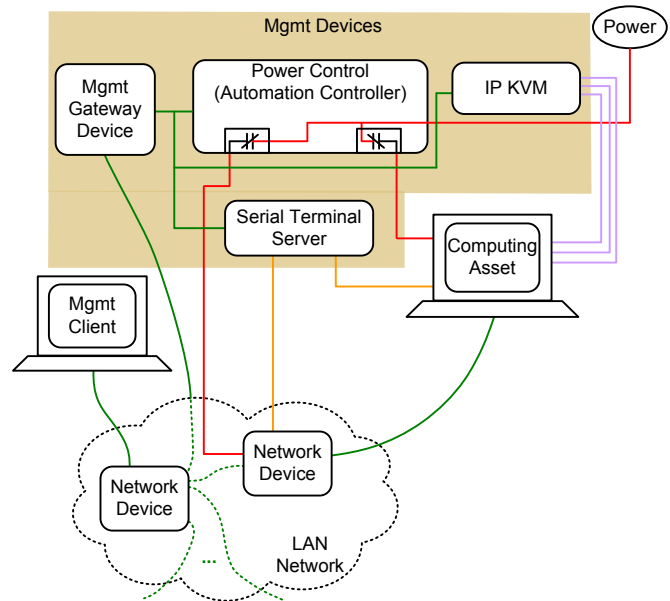 Mgmt Devices
Power
Mgmt
Gateway
Device
Power Control
(Automation Controller)
IP KVM
Serial Terminal
Server
Computing
Asset
Mgmt
Client
Network
Device
Network
Device
...
LAN
Network